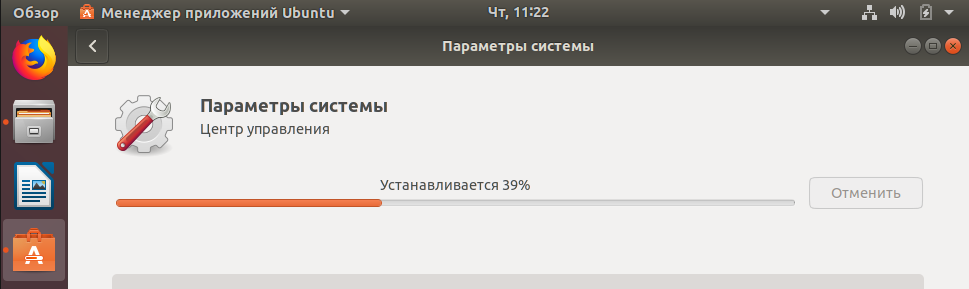 Обзор Менеджер приложений Ubuntu Чт, 11:22
Параметры системы
Параметры системы
Центр управления
Устанавливается 39%
Отменить